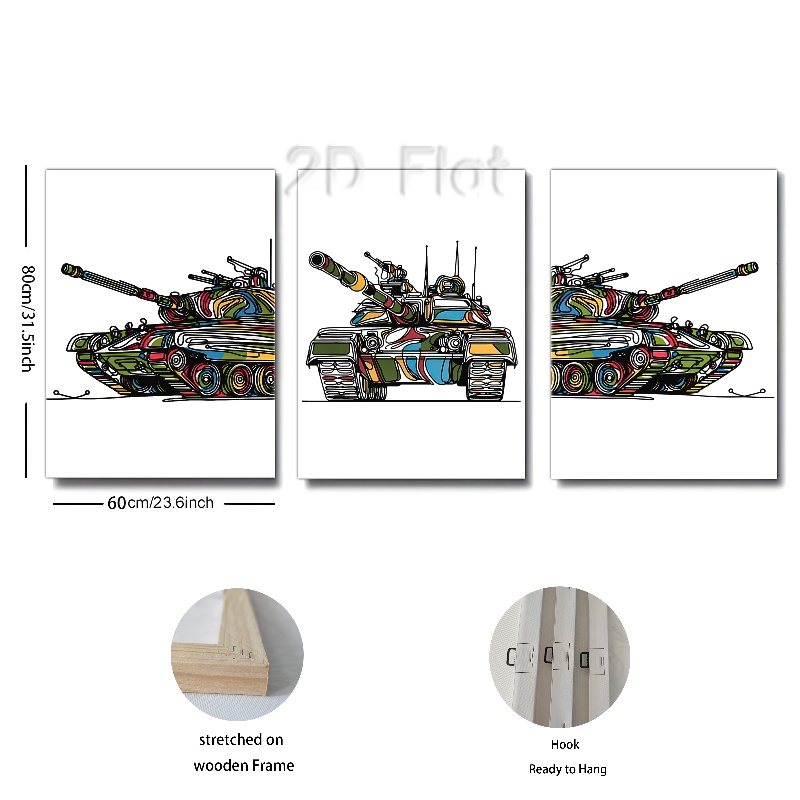 2D Flat
80cm/31.5inch
60cm/23.6inch
stretched on
wooden Frame
Hook
Ready to Hang